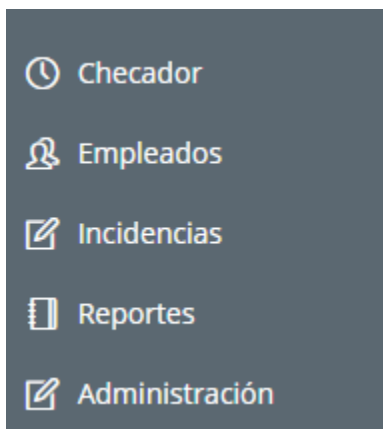 Checador
Empleados
Incidencias
Reportes
Administración